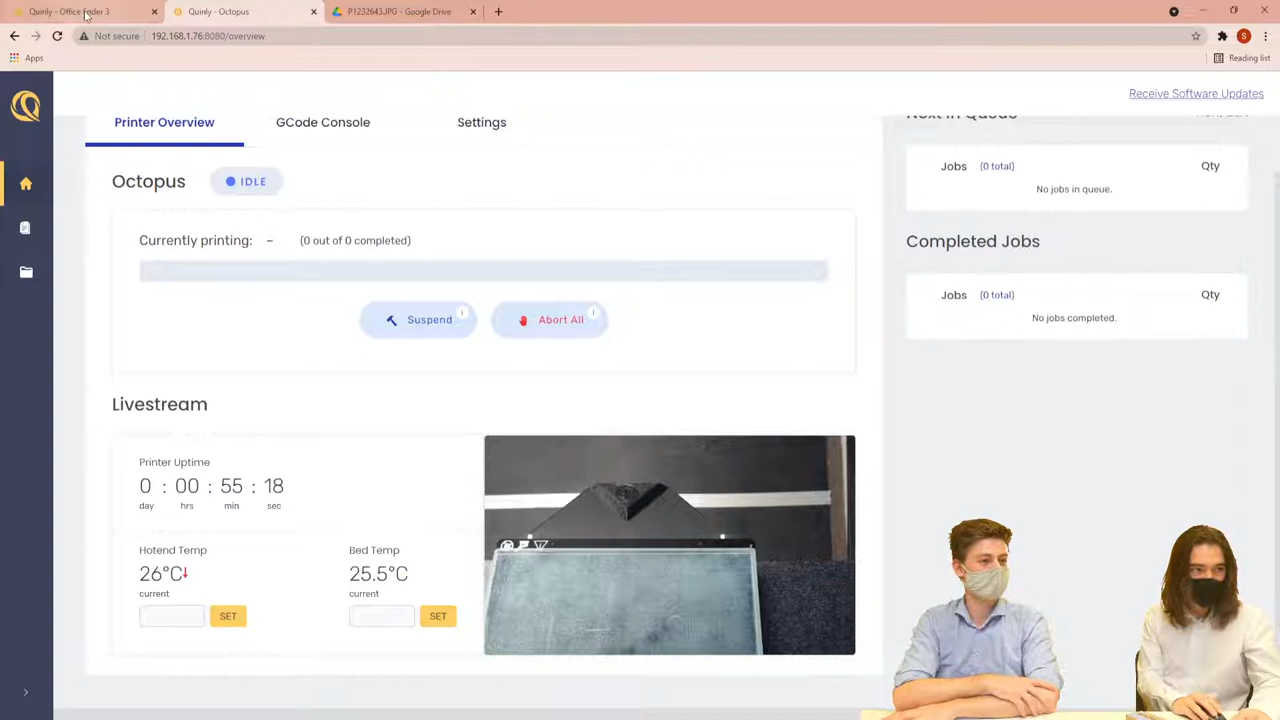 Quinly - Office Ender 3
Quinly - Octopus
P1232643.JPG - Google Drive
Not secure
192.168.1.76:8080/overview
S
Apps
Reading list
Receive Software Updates
Printer Overview
GCode Console
Settings
Next in Queue
Octopus
IDLE
Jobs (0 total) Qty
No jobs in queue.
Currently printing: – (0 out of 0 completed)
Completed Jobs
Suspend
Abort All
Jobs (0 total) Qty
No jobs completed.
Livestream
Printer Uptime
0 : 00 : 55 : 18
day hrs min sec
Hotend Temp
Bed Temp
26°C↓
25.5°C
current
current
SET
SET